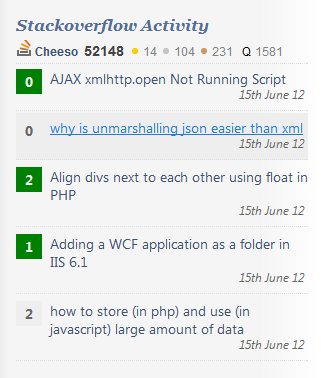 Stackoverflow Activity
Cheeso 52148 14 104 231 Q 1581
0 AJAX xmlhttp.open Not Running Script
15th June 12
0 why is unmarshalling json easier than xml
15th June 12
2 Align divs next to each other using float in
PHP
15th June 12
1 Adding a WCF application as a folder in
IIS 6.1
15th June 12
2 how to store (in php) and use (in
javascript) large amount of data
15th June 12